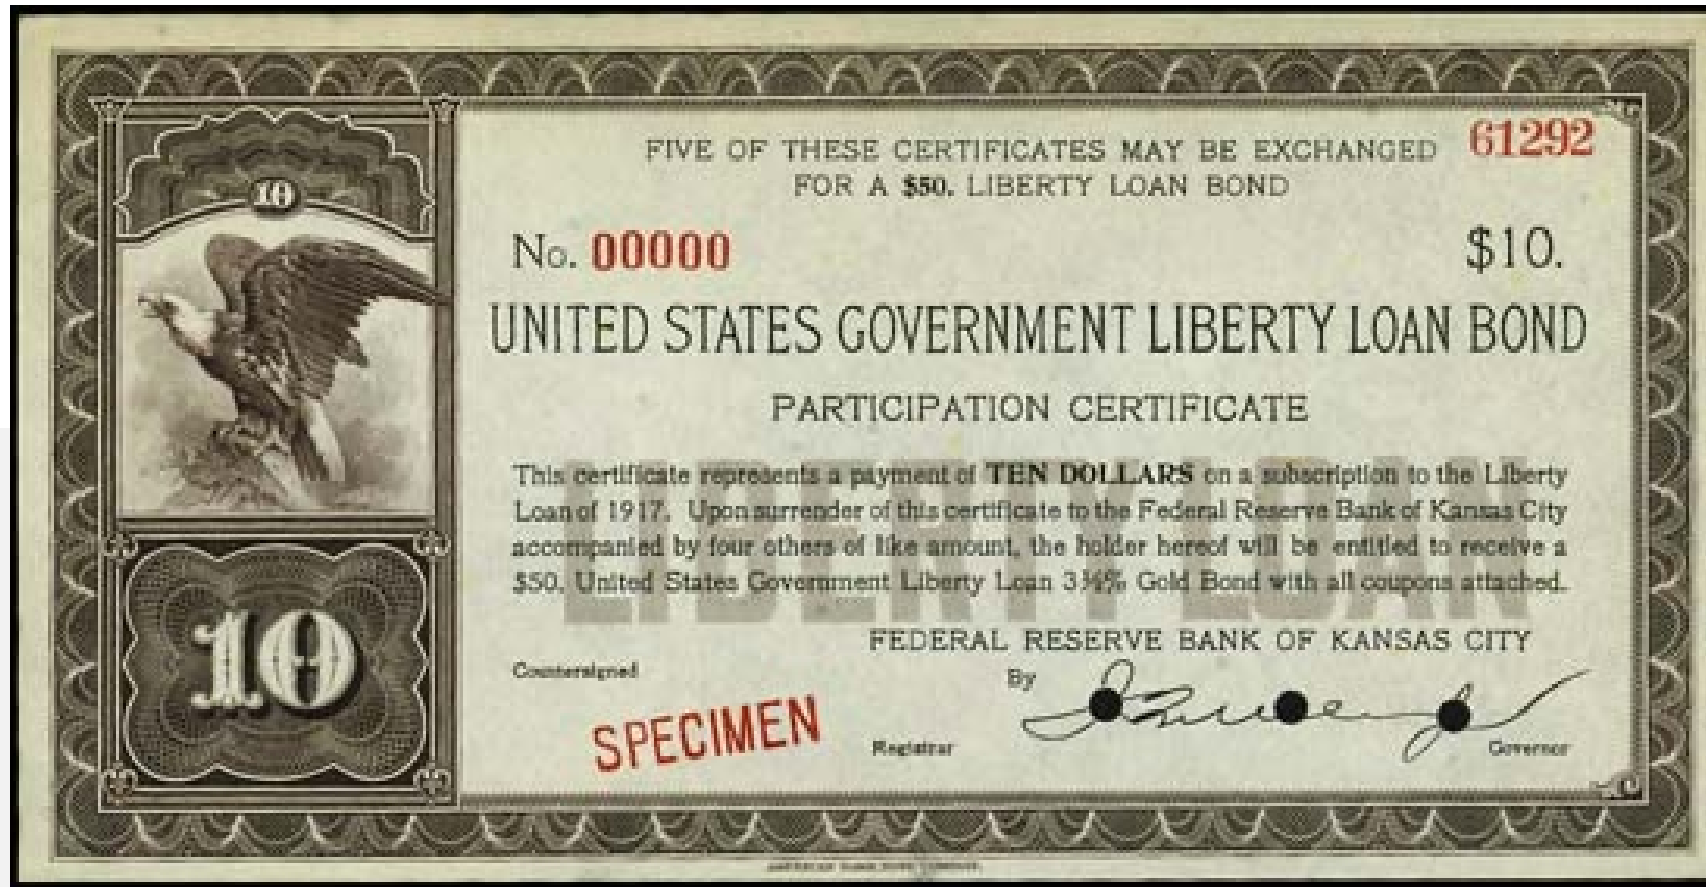 FIVE OF THESE CERTIFICATES MAY BE EXCHANGED 61292
FOR A $50. LIBERTY LOAN BOND
10
No. 00000 $10.
UNITED STATES GOVERNMENT LIBERTY LOAN BOND
PARTICIPATION CERTIFICATE
LIBERTY LOAN
This certificate represents a payment of TEN DOLLARS on a subscription to the Liberty
Loan of 1917. Upon surrender of this certificate to the Federal Reserve Bank of Kansas City
accompanied by four others of like amount, the holder hereof will be entitled to receive a
$50. United States Government Liberty Loan 3½% Gold Bond with all coupons attached.
10
FEDERAL RESERVE BANK OF KANSAS CITY
Countersigned By
SPECIMEN
Registrar Governor
AMERICAN BANK NOTE COMPANY.